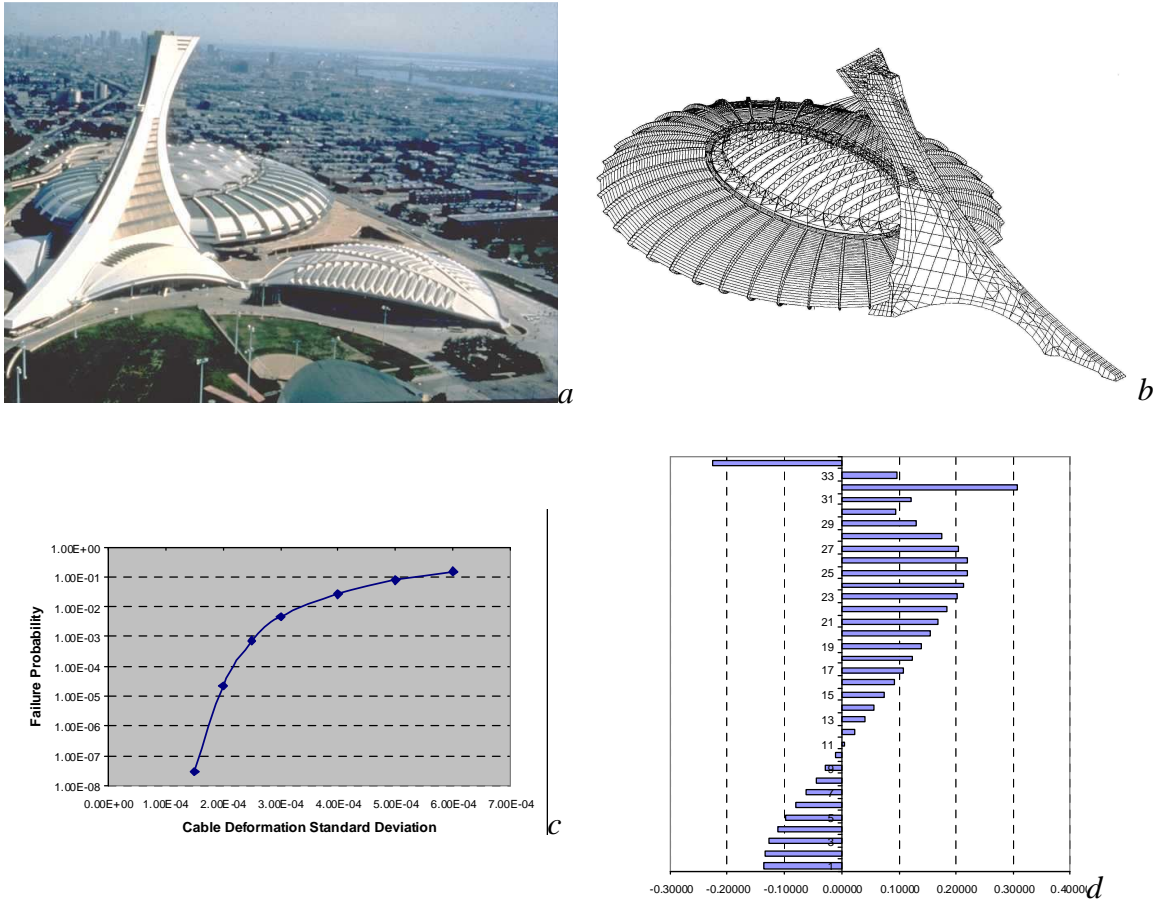 a
b
1.00E+00
1.00E-01
1.00E-02
1.00E-03
1.00E-04
1.00E-05
1.00E-06
1.00E-07
1.00E-08
Failure Probability
0.00E+00 1.00E-04 2.00E-04 3.00E-04 4.00E-04 5.00E-04 6.00E-04 7.00E-04
Cable Deformation Standard Deviation
c
33
31
29
27
25
23
21
19
17
15
13
11
9
7
5
3
1
-0.30000 -0.20000 -0.10000 0.00000 0.10000 0.20000 0.30000 0.40000
d